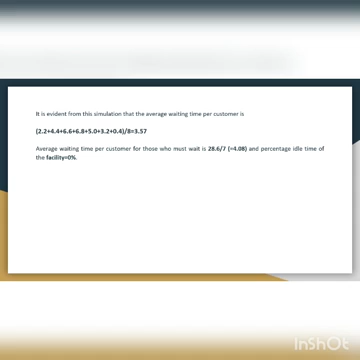 It is evident from this simulation that the average waiting time per customer is
(2.2+4.4+6.6+6.8+5.0+3.2+0.4)/8=3.57
Average waiting time per customer for those who must wait is 28.6/7 (=4.08) and percentage idle time of
the facility=0%.
InShOt